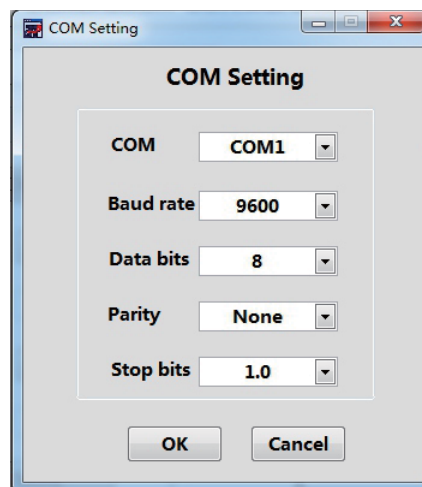 COM Setting
COM Setting
COM COM1
Baud rate 9600
Data bits 8
Parity None
Stop bits 1.0
OK Cancel